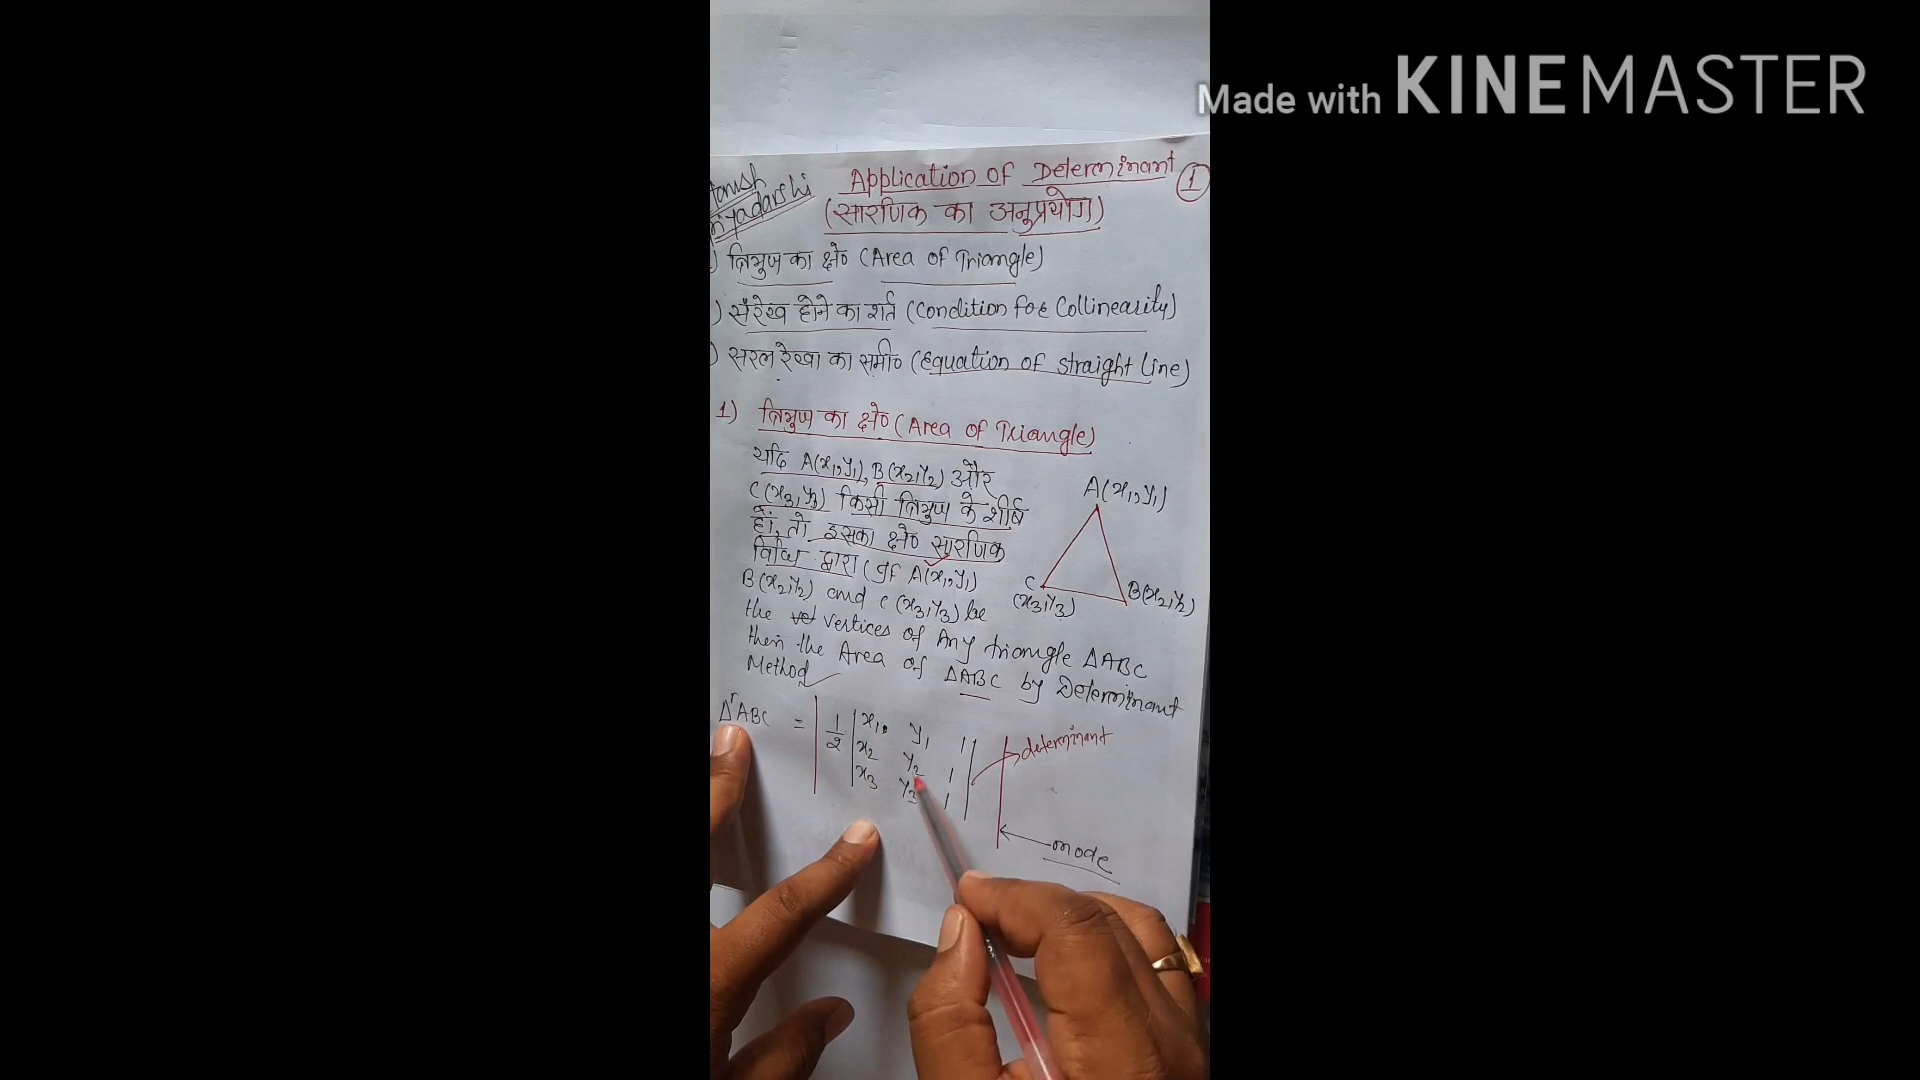 Made with KINEMASTER
Application of Determinant
1
(सारणिक का अनुप्रयोग)
त्रिभुज का क्षे० (Area of Triangle)
) संरेख होने का शर्त (Condition for Collinearity)
) सरल रेखा का समी० (Equation of straight Line)
1) त्रिभुज का क्षे० (Area of Triangle)
यदि A(x1,y1), B(x2,y2) और
C(x3,y3) किसी त्रिभुज के शीर्ष
हों, तो इसका क्षे० सारणिक
विधि द्वारा (If A(x1,y1)
B(x2,y2) and C(x3,y3) be
the vertices of Any triangle ΔABC
then the Area of ΔABC by Determinant
Method
A(x1,y1)
C
(x3,y3)
B(x2,y2)
ΔABC = | 1/2 | x1 y1 1
x2 y2 1
x3 y3 1 | |
determinant
mode